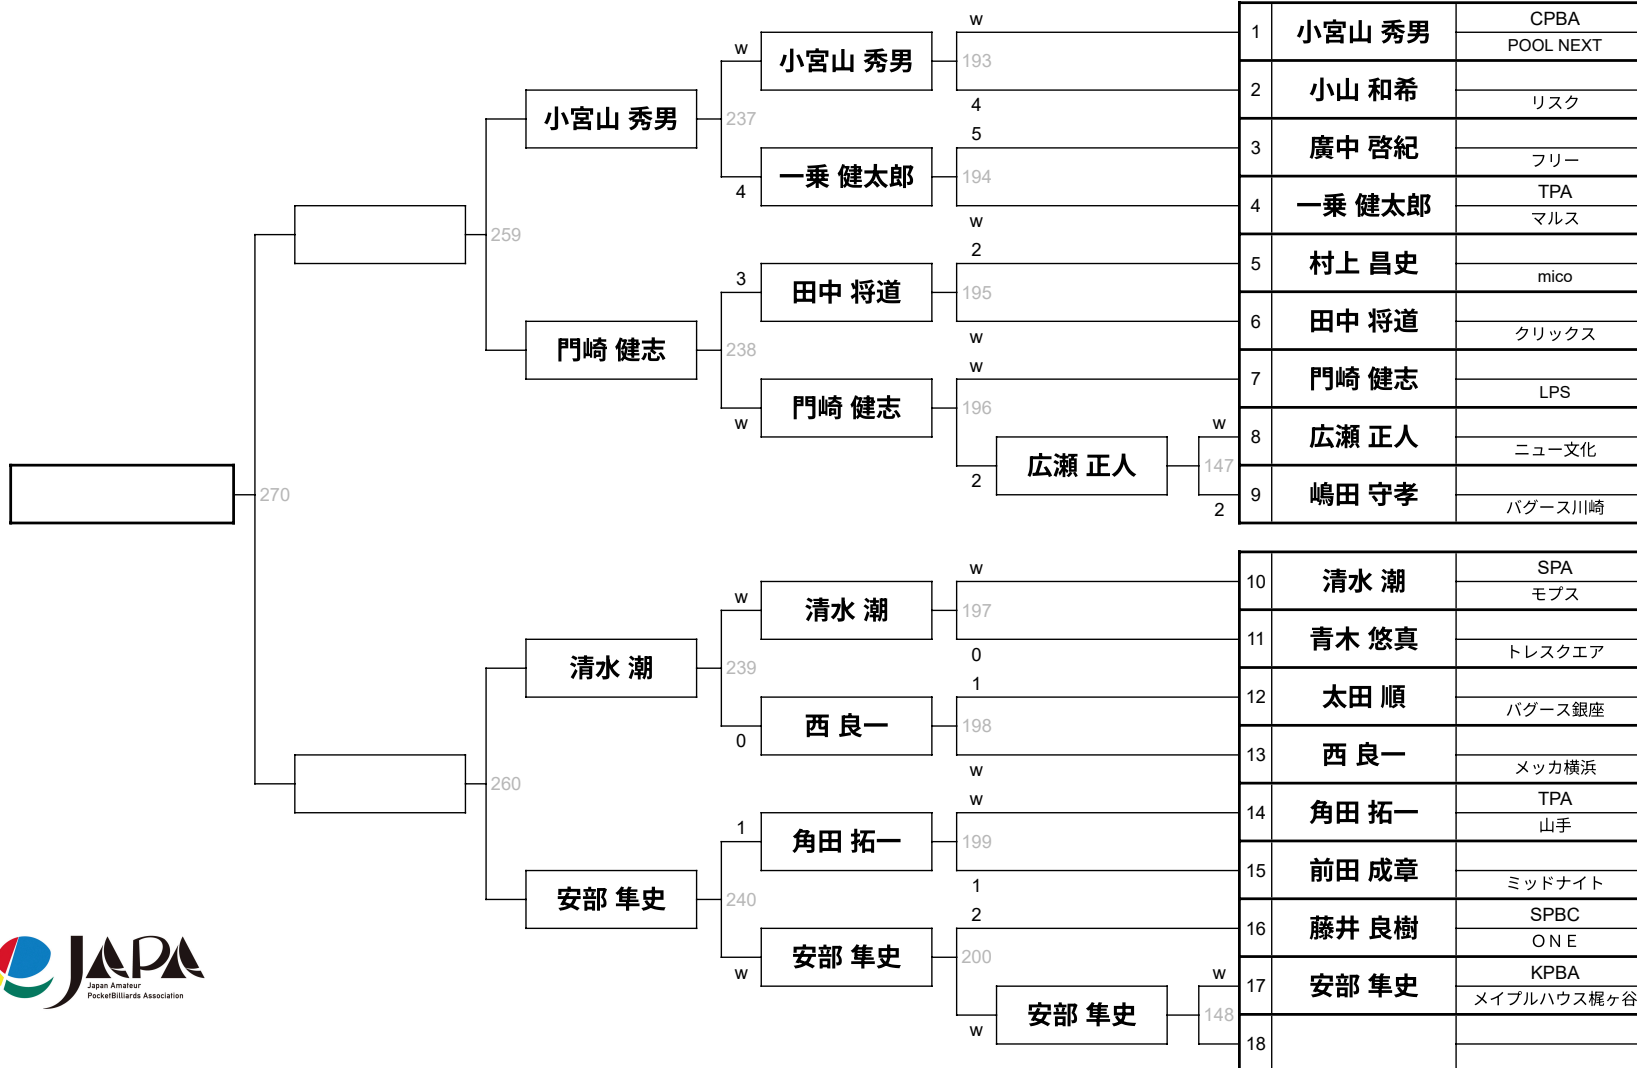 w
1
小宮山 秀男
CPBA
POOL NEXT
w
小宮山 秀男
193
2
小山 和希
リスク
4
小宮山 秀男
237
5
3
廣中 啓紀
フリー
一乗 健太郎
194
4
4
一乗 健太郎
TPA
マルス
w
259
2
5
村上 昌史
mico
3
田中 将道
195
6
田中 将道
クリックス
w
門崎 健志
238
w
7
門崎 健志
LPS
門崎 健志
196
w
w
8
広瀬 正人
ニュー文化
広瀬 正人
147
2
9
嶋田 守孝
バグース川崎
2
270
w
10
清水 潮
SPA
モプス
w
清水 潮
197
11
青木 悠真
トレスクエア
0
清水 潮
239
1
12
太田 順
バグース銀座
西 良一
198
0
13
西 良一
メッカ横浜
w
260
w
14
角田 拓一
TPA
山手
1
角田 拓一
199
15
前田 成章
ミッドナイト
1
安部 隼史
240
2
16
藤井 良樹
SPBC
ＯＮＥ
安部 隼史
200
w
w
17
安部 隼史
KPBA
メイプルハウス梶ヶ谷
安部 隼史
148
w
18
JAPA
Japan Amateur
PocketBilliards Association